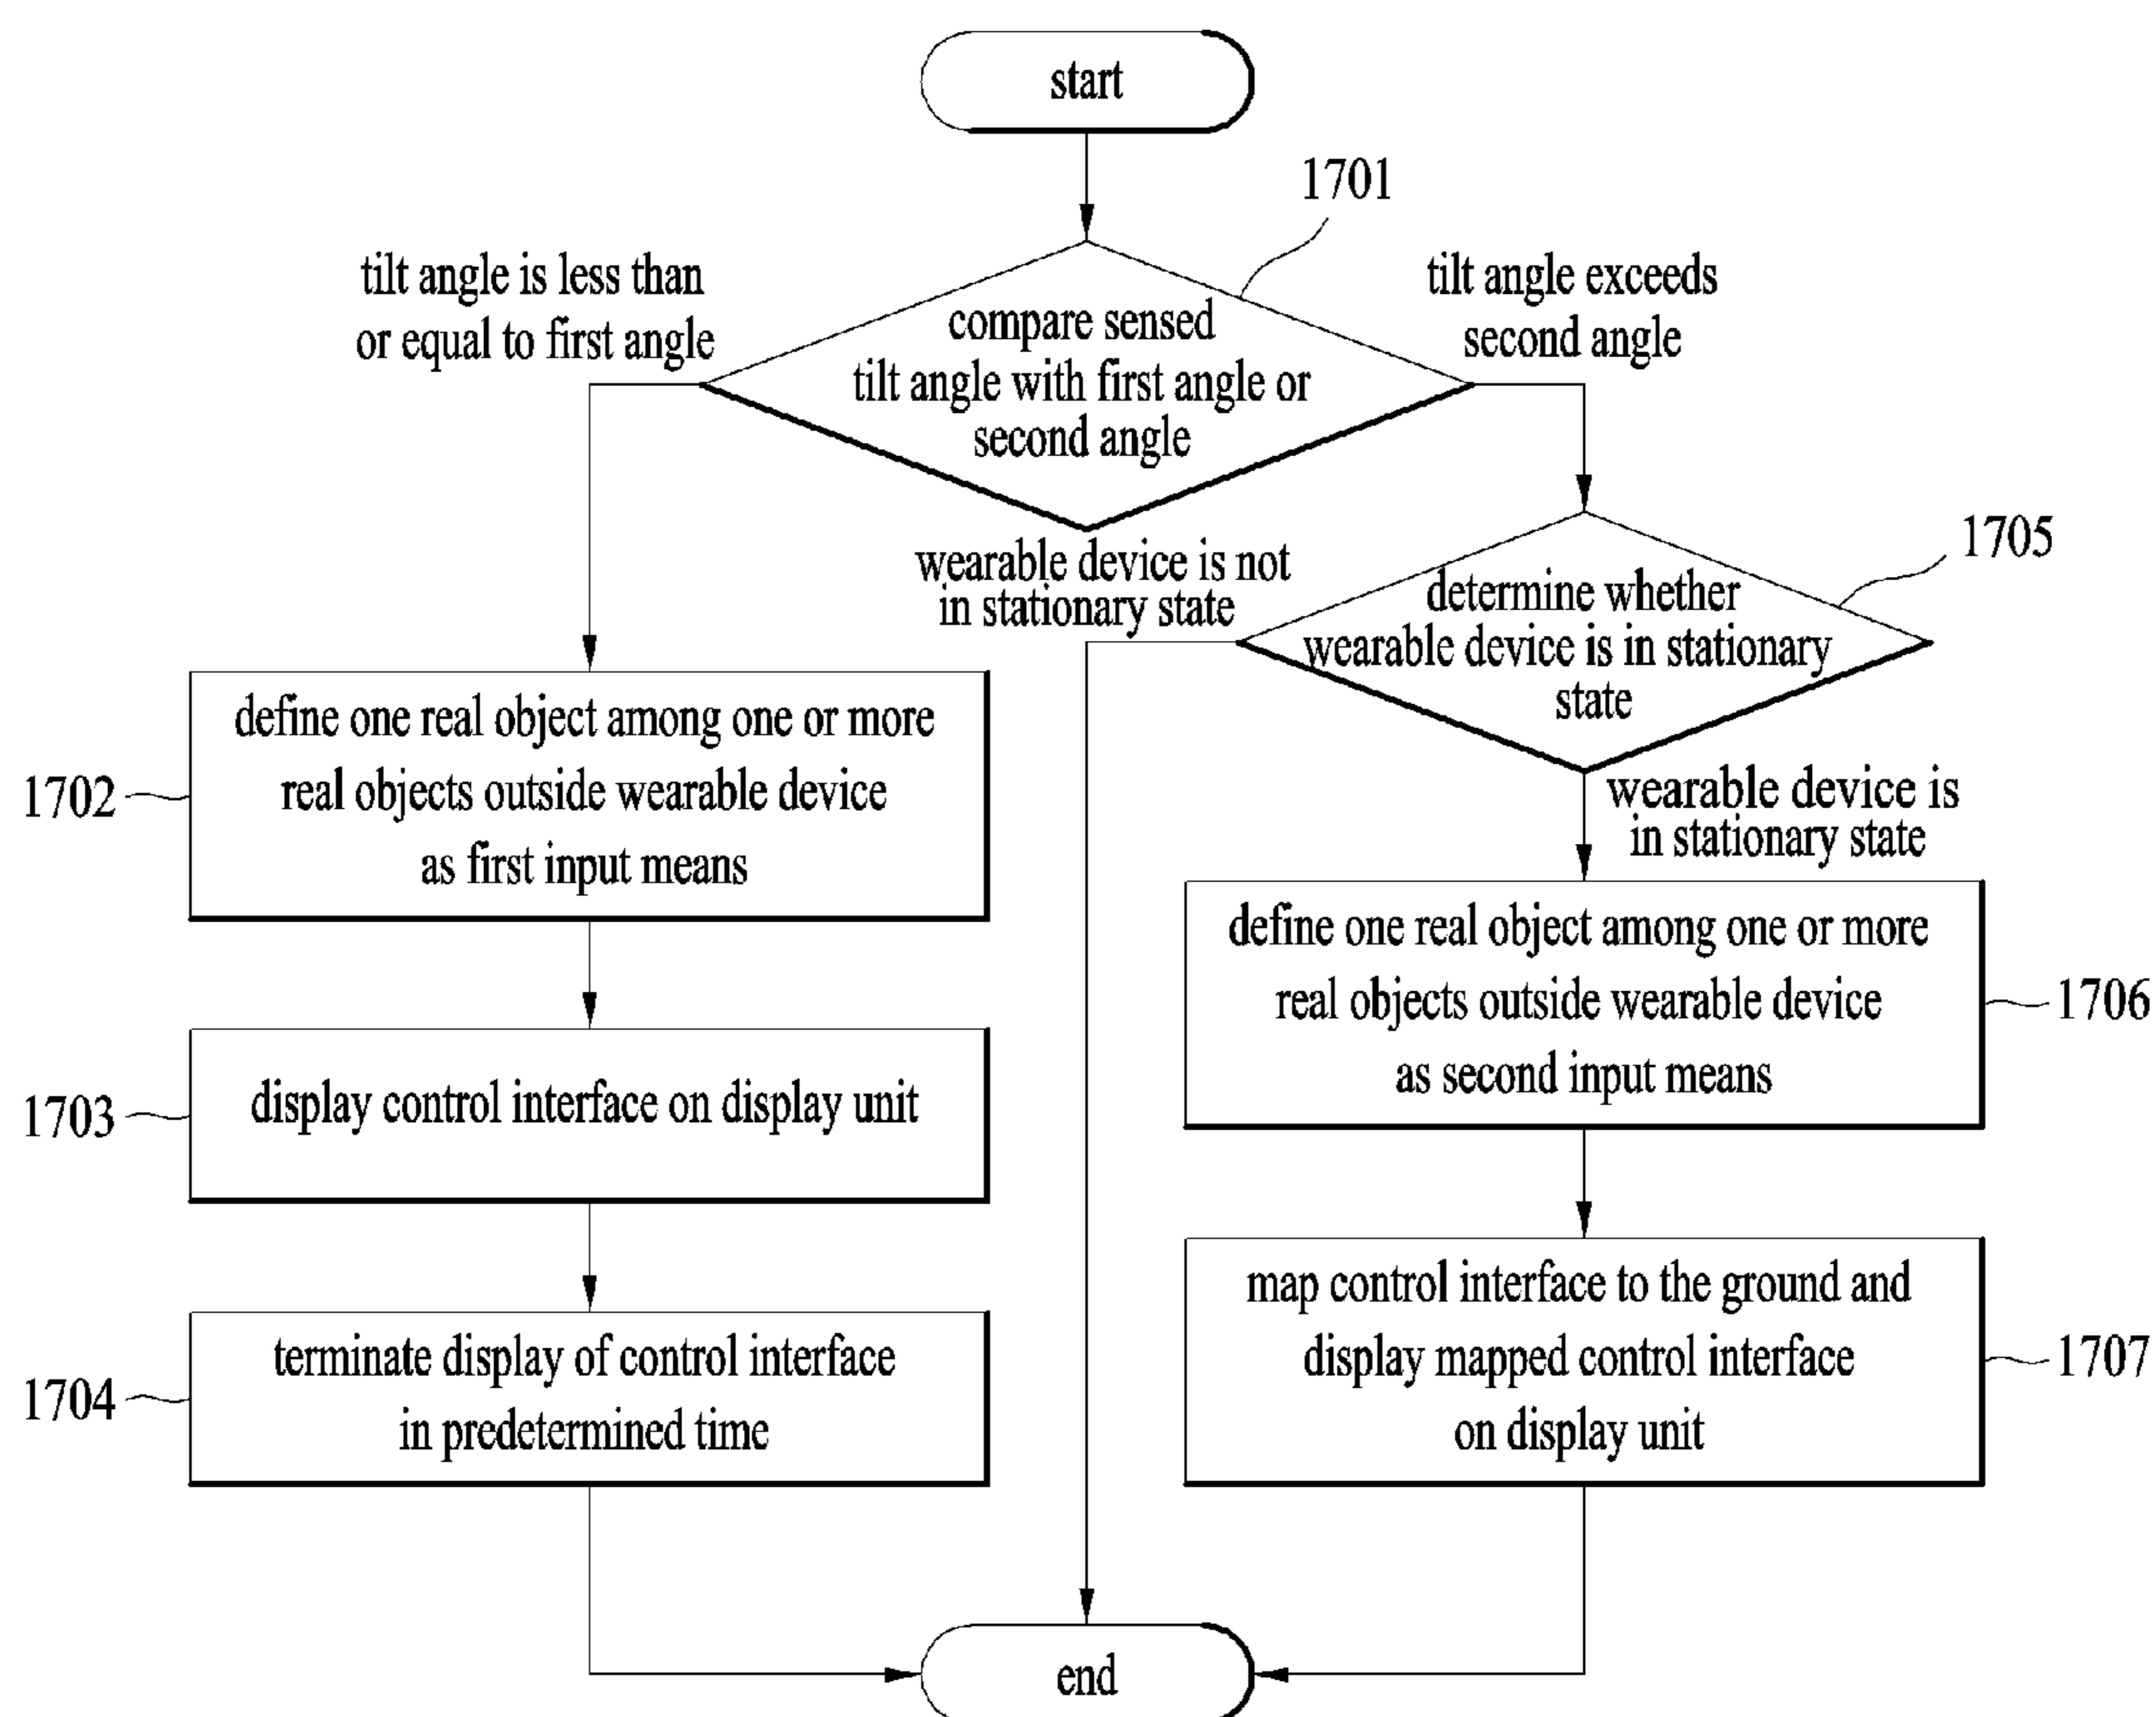 start
1701
tilt angle is less than
or equal to first angle
compare sensed
tilt angle with first angle or
second angle
tilt angle exceeds
second angle
wearable device is not
in stationary state
1705
determine whether
wearable device is in stationary
state
1702
define one real object among one or more
real objects outside wearable device
as first input means
wearable device is
in stationary state
define one real object among one or more
real objects outside wearable device
as second input means
1706
1703
display control interface on display unit
1704
terminate display of control interface
in predetermined time
map control interface to the ground and
display mapped control interface
on display unit
1707
end